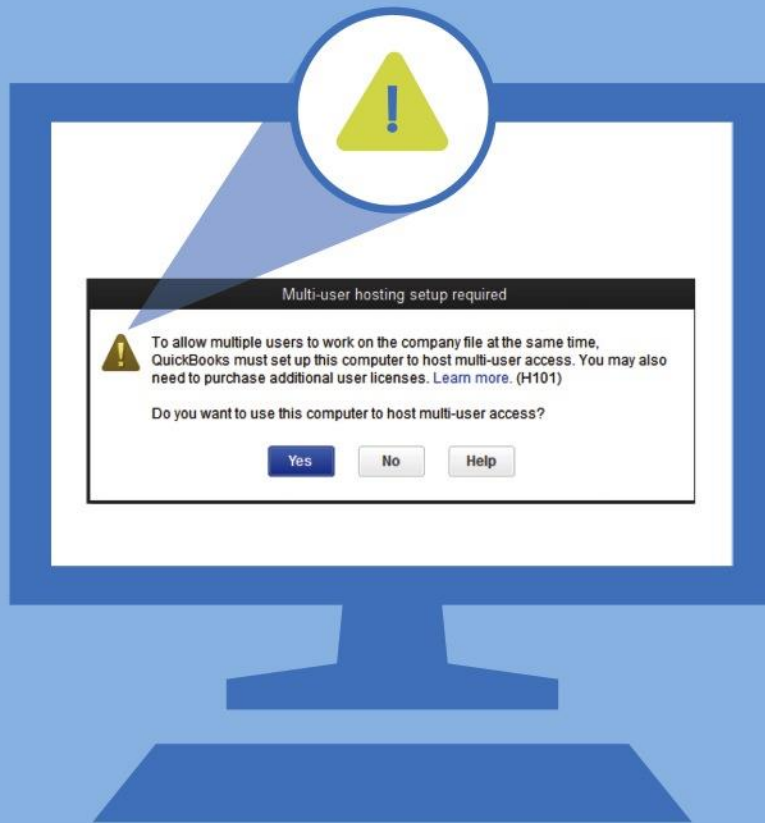 !
Multi-user hosting setup required
To allow multiple users to work on the company file at the same time,
QuickBooks must set up this computer to host multi-user access. You may also
need to purchase additional user licenses. Learn more. (H101)
Do you want to use this computer to host multi-user access?
Yes No Help